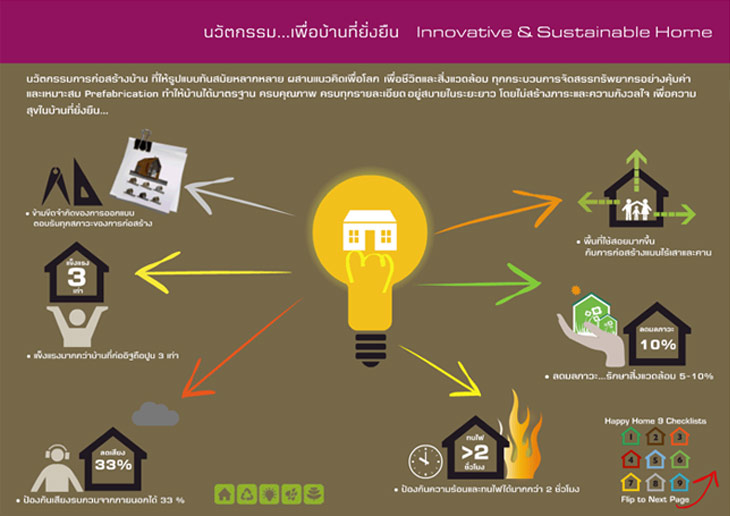 นวัตกรรม...เพื่อบ้านที่ยั่งยืน Innovative & Sustainable Home
นวัตกรรมการก่อสร้างบ้าน ที่ให้รูปแบบทันสมัยหลากหลาย ผสานแนวคิดเพื่อโลก เพื่อชีวิตและสิ่งแวดล้อม ทุกกระบวนการจัดสรรทรัพยากรอย่างคุ้มค่า
และเหมาะสม Prefabrication ทำให้บ้านได้มาตรฐาน ครบคุณภาพ ครบทุกรายละเอียด อยู่สบายในระยะยาว โดยไม่สร้างภาระและความกังวลใจ เพื่อความ
สุขในบ้านที่ยั่งยืน...
• ข้ามขีดจำกัดของการออกแบบ
ตอบรับทุกสภาวะของการก่อสร้าง
• พื้นที่ใช้สอยมากขึ้น
กับการก่อสร้างแบบไร้เสาและคาน
แข็งแรง
3
เท่า
• แข็งแรงมากกว่าบ้านที่ก่ออิฐถือปูน 3 เท่า
ลดมลภาวะ
10%
• ลดมลภาวะ...รักษาสิ่งแวดล้อม 5-10%
ลดเสียง
33%
• ป้องกันเสียงรบกวนจากภายนอกได้ 33 %
ทนไฟ
>2
ชั่วโมง
• ป้องกันความร้อนและทนไฟได้มากกว่า 2 ชั่วโมง
Happy Home 9 Checklists
1 2 3
4 5 6
7 8 9
Flip to Next Page